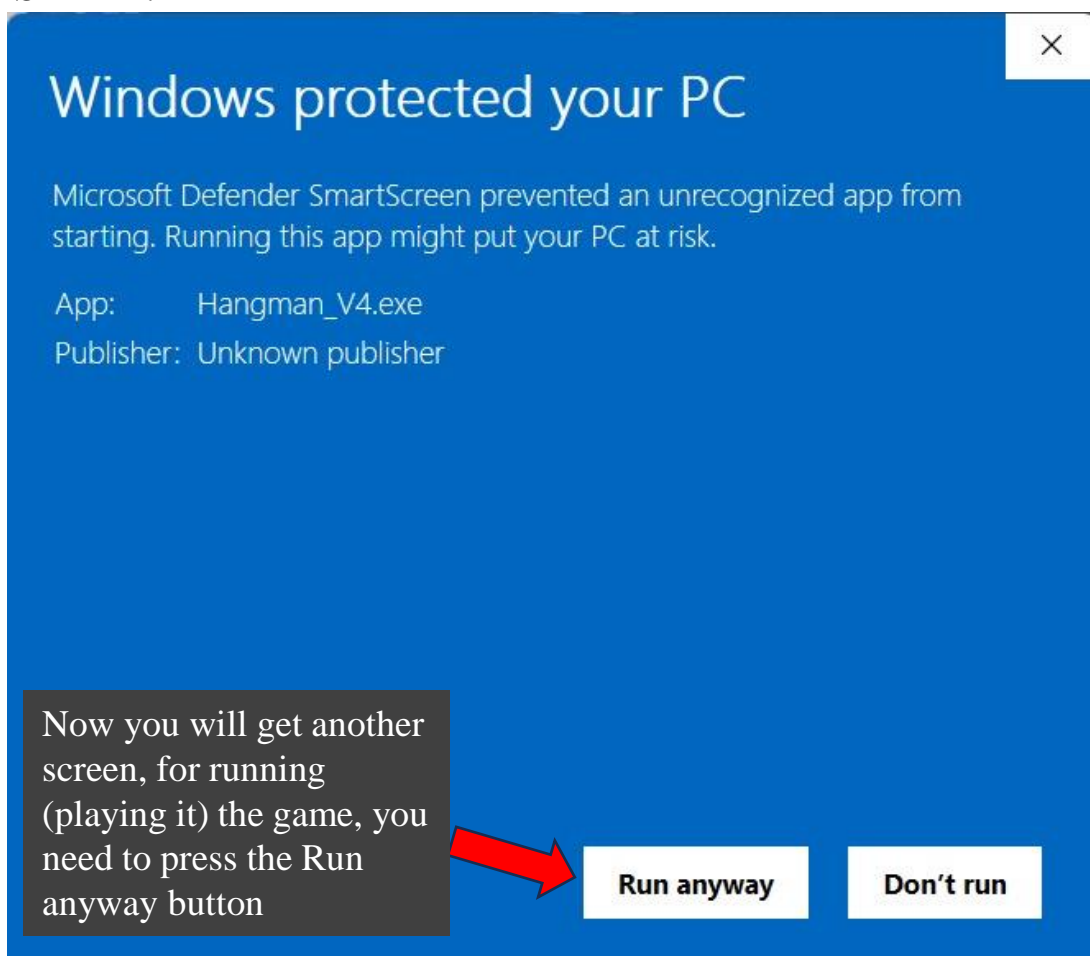 Windows protected your PC
Microsoft Defender SmartScreen prevented an unrecognized app from
starting. Running this app might put your PC at risk.
App: Hangman_V4.exe
Publisher: Unknown publisher
Now you will get another
screen, for running
(playing it) the game, you
need to press the Run
anyway button
Run anyway Don’t run